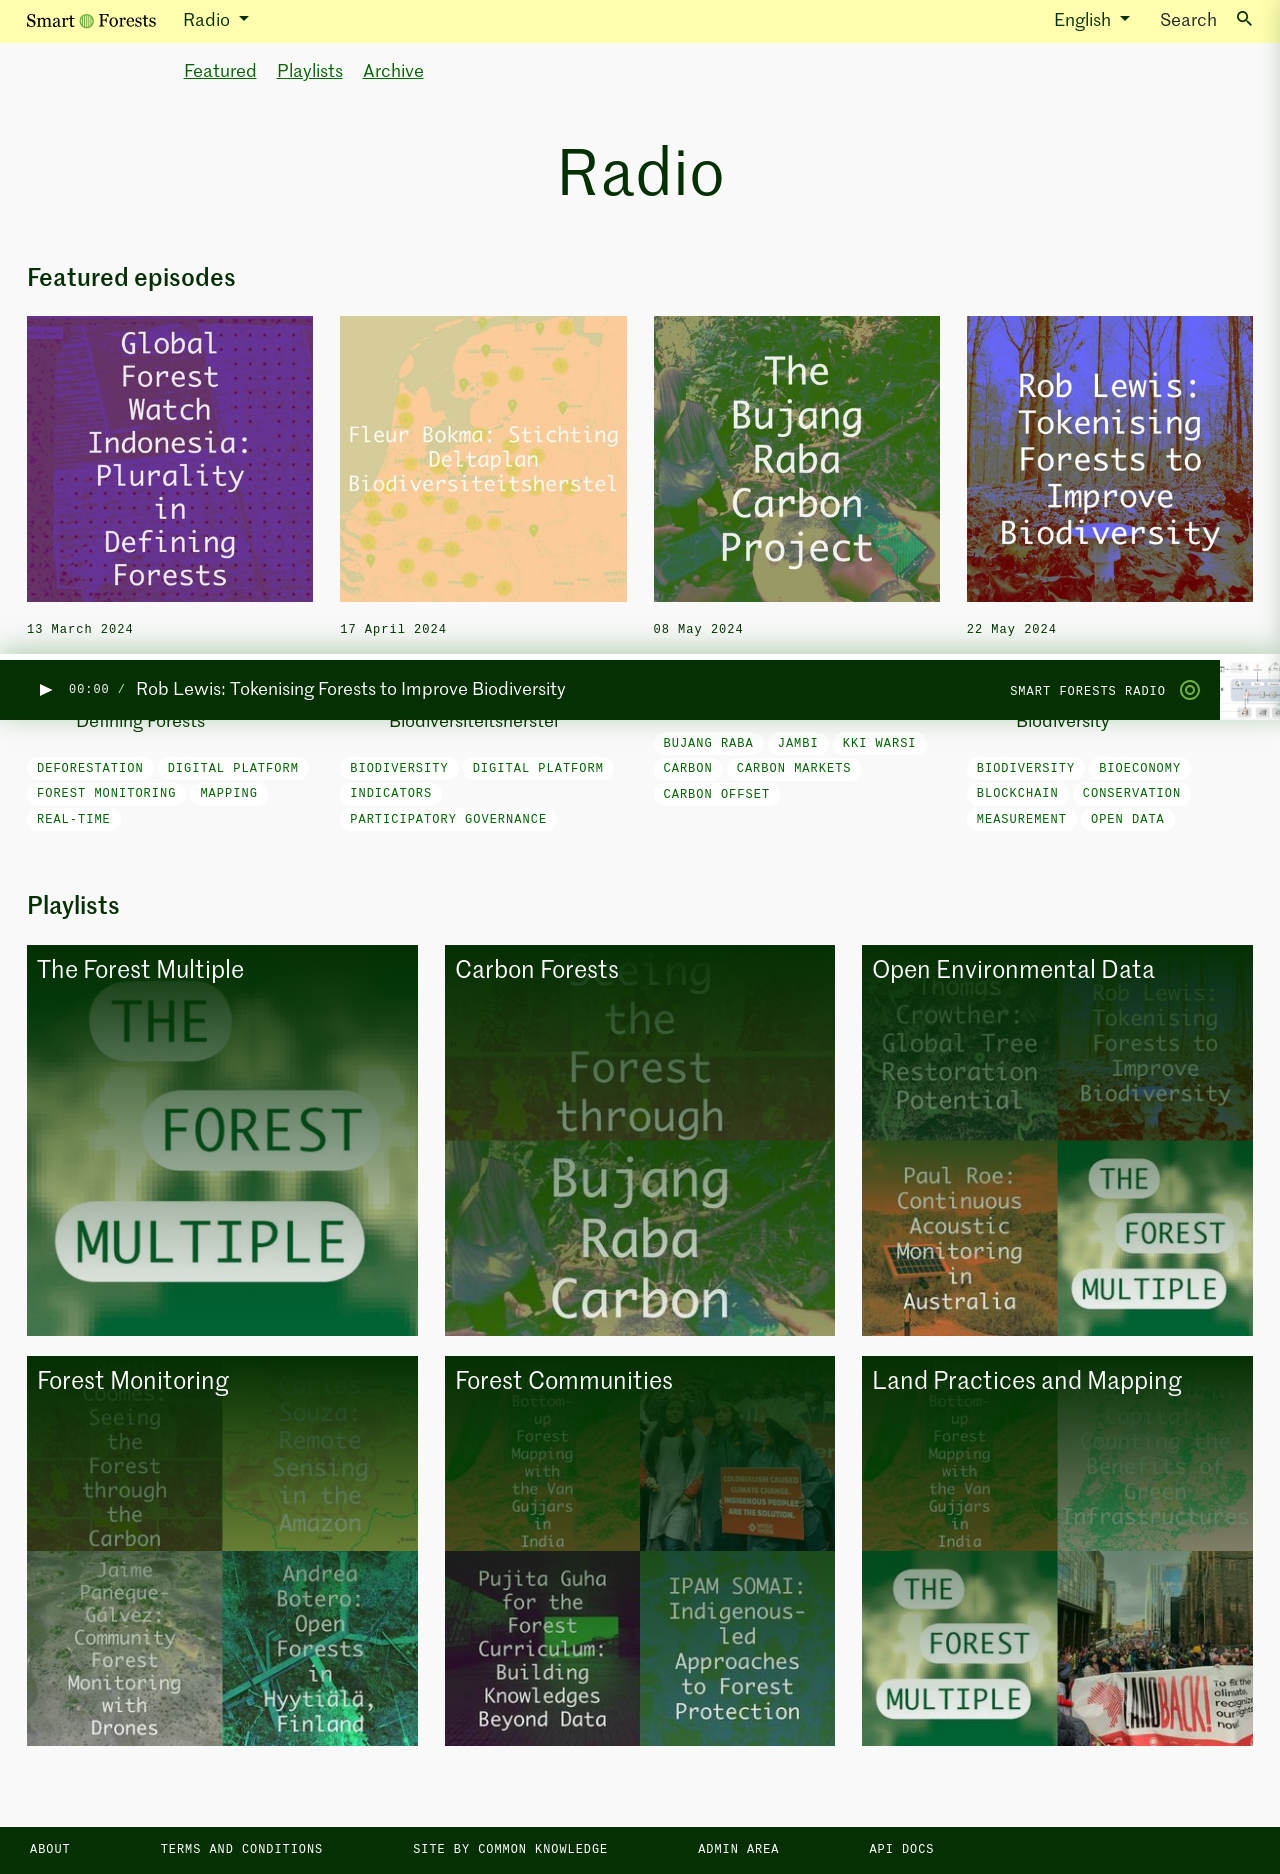 Smart Forests
Radio
English
Search
Featured
Playlists
Archive
Radio
Featured episodes
Global
Forest
Watch
Indonesia:
Plurality
in
Defining
Forests
Fleur Bokma: Stichting
Deltaplan
Biodiversiteitsherstel
The
Bujang
Raba
Carbon
Project
Rob Lewis:
Tokenising
Forests to
Improve
Biodiversity
13 March 2024
17 April 2024
08 May 2024
22 May 2024
00:00 /
Rob Lewis: Tokenising Forests to Improve Biodiversity
SMART FORESTS RADIO
Defining Forests
Biodiversiteitsherstel
Biodiversity
DEFORESTATION
DIGITAL PLATFORM
FOREST MONITORING
MAPPING
REAL-TIME
BIODIVERSITY
DIGITAL PLATFORM
INDICATORS
PARTICIPATORY GOVERNANCE
BUJANG RABA
JAMBI
KKI WARSI
CARBON
CARBON MARKETS
CARBON OFFSET
BIODIVERSITY
BIOECONOMY
BLOCKCHAIN
CONSERVATION
MEASUREMENT
OPEN DATA
Playlists
The Forest Multiple
THE
FOREST
MULTIPLE
Carbon Forests
Seeing
the
Forest
through
Bujang
Raba
Carbon
Open Environmental Data
Thomas
Crowther:
Global Tree
Restoration
Potential
Rob Lewis:
Tokenising
Forests to
Improve
Biodiversity
Paul Roe:
Continuous
Acoustic
Monitoring
in
Australia
THE
FOREST
MULTIPLE
Forest Monitoring
Coomes:
Seeing
the
Forest
through
the
Carbon
Carlos
Souza:
Remote
Sensing
in the
Amazon
Jaime
Paneque-
Gálvez:
Community
Forest
Monitoring
with
Drones
Andrea
Botero:
Open
Forests
in
Hyytiälä,
Finland
Forest Communities
Bottom-
up
Forest
Mapping
with
the Van
Gujjars
in
India
COLONIALISM CAUSED
CLIMATE CHANGE.
INDIGENOUS PEOPLES
ARE THE SOLUTION.
Pujita Guha
for the
Forest
Curriculum:
Building
Knowledges
Beyond Data
IPAM SOMAI:
Indigenous-
led
Approaches
to Forest
Protection
Land Practices and Mapping
Bottom-
up
Forest
Mapping
with
the Van
Gujjars
in
India
Capital:
Counting the
Benefits of
Green
Infrastructures
THE
FOREST
MULTIPLE
LANDBACK!
To fix the
climate,
recognize
our
rights
now!
ABOUT
TERMS AND CONDITIONS
SITE BY COMMON KNOWLEDGE
ADMIN AREA
API DOCS